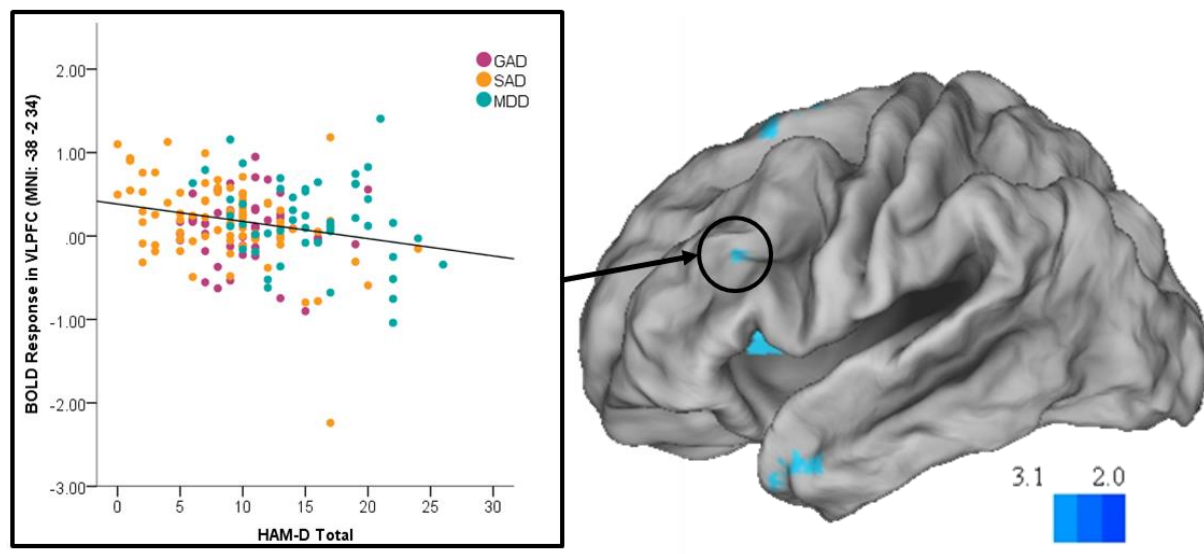 2.00
1.00
.00
-1.00
-2.00
-3.00
BOLD Response in VLPFC (MNI: -38 -2 34)
GAD
SAD
MDD
0 5 10 15 20 25 30
HAM-D Total
3.1 2.0